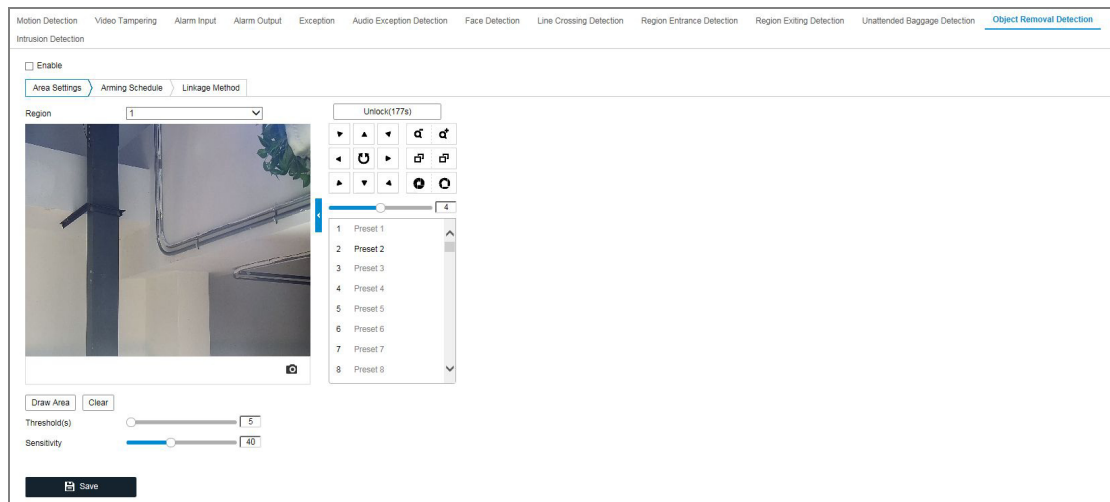 Motion Detection Video Tampering Alarm Input Alarm Output Exception Audio Exception Detection Face Detection Line Crossing Detection Region Entrance Detection Region Exiting Detection Unattended Baggage Detection Object Removal Detection
Intrusion Detection
Enable
Area Settings Arming Schedule Linkage Method
Region 1 Unlock(177s)
4
1 Preset 1
2 Preset 2
3 Preset 3
4 Preset 4
5 Preset 5
6 Preset 6
7 Preset 7
8 Preset 8
Draw Area Clear
Threshold(s) 5
Sensitivity 40
Save